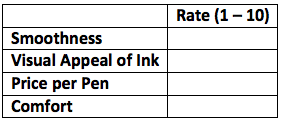 Rate (1 – 10)
Smoothness
Visual Appeal of Ink
Price per Pen
Comfort